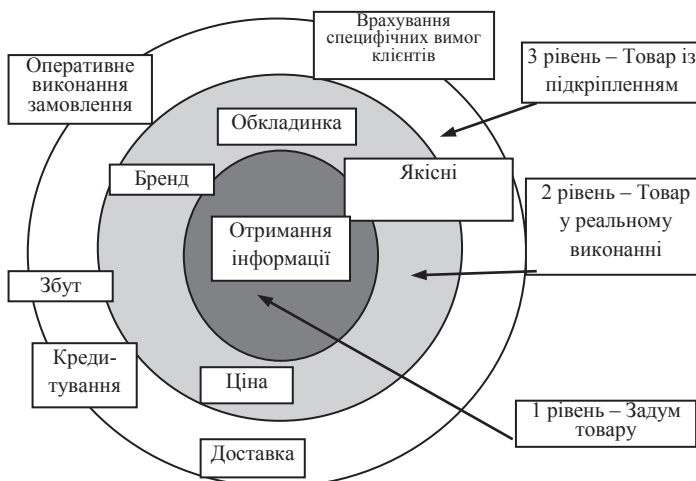 Врахування
специфічних вимог
клієнтів
Оперативне
виконання
замовлення
3 рівень – Товар із
підкріпленням
Обкладинка
Бренд
Якісні
2 рівень – Товар
у реальному
виконанні
Отримання
інформації
Збут
Креди-
тування
Ціна
1 рівень – Задум
товару
Доставка